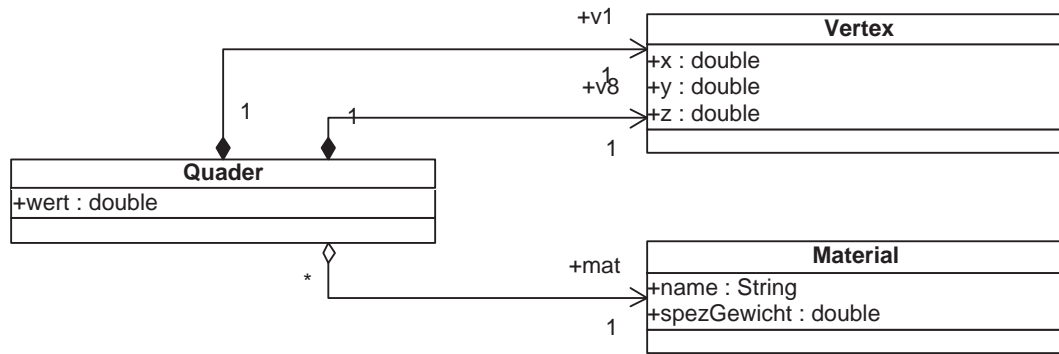 +v1
Vertex
+x : double
1
+y : double
+v8
+z : double
1
1
1
Quader
+wert : double
*
+mat
1
Material
+name : String
+spezGewicht : double